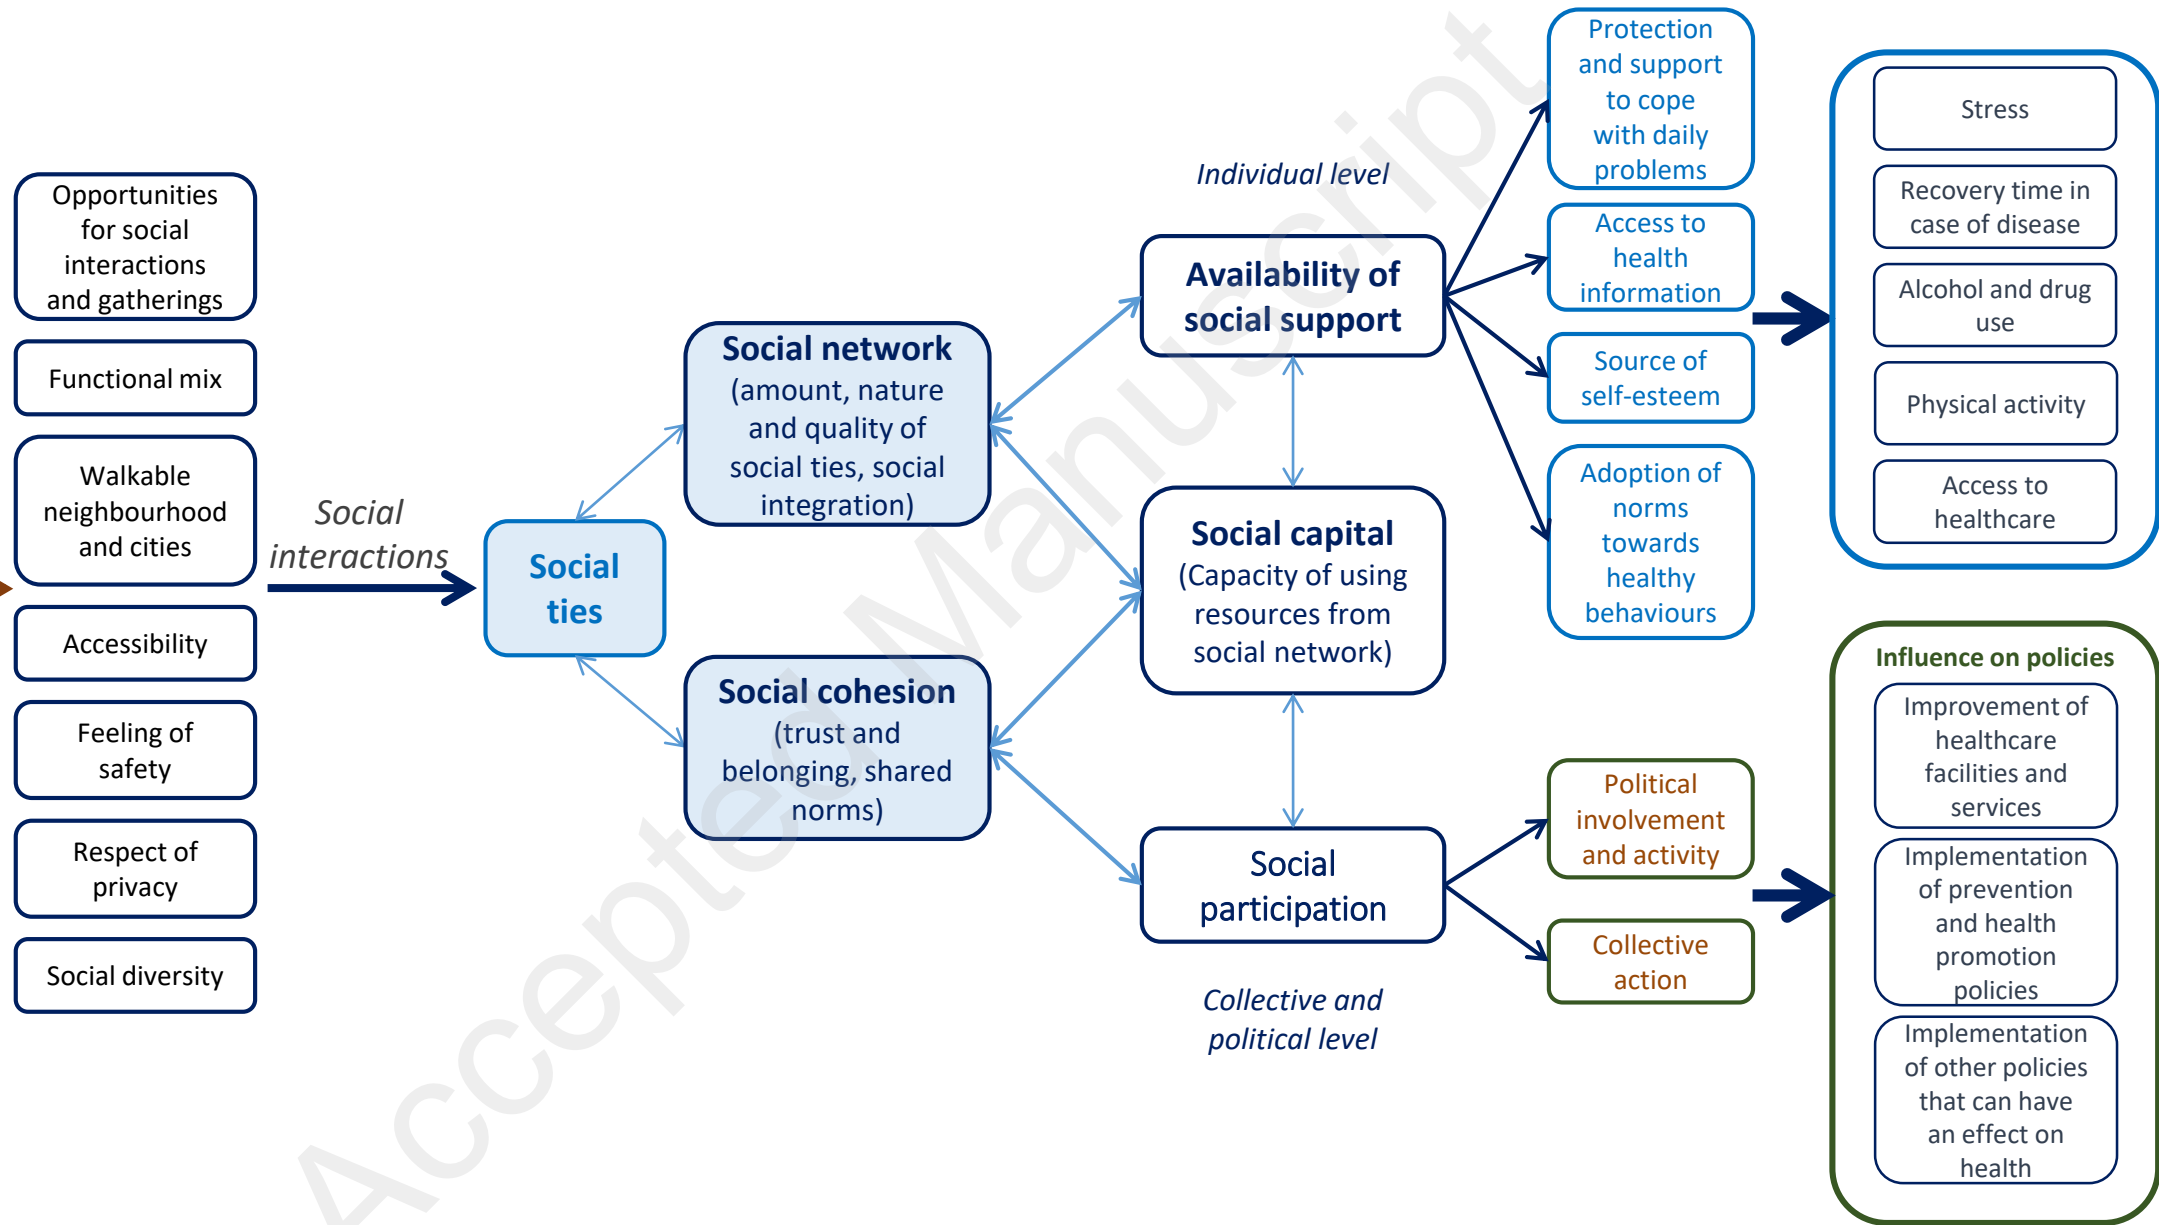 Opportunities
for social
interactions
and gatherings
Functional mix
Walkable
neighbourhood
and cities
Accessibility
Feeling of
safety
Respect of
privacy
Social diversity
Social
interactions
Social
ties
Social network
(amount, nature
and quality of
social ties, social
integration)
Social cohesion
(trust and
belonging, shared
norms)
Individual level
Availability of
social support
Social capital
(Capacity of using
resources from
social network)
Social
participation
Collective and
political level
Protection
and support
to cope
with daily
problems
Access to
health
information
Source of
self-esteem
Adoption of
norms
towards
healthy
behaviours
Political
involvement
and activity
Collective
action
Stress
Recovery time in
case of disease
Alcohol and drug
use
Physical activity
Access to
healthcare
Influence on policies
Improvement of
healthcare
facilities and
services
Implementation
of prevention
and health
promotion
policies
Implementation
of other policies
that can have
an effect on
health
Accepted Manuscript